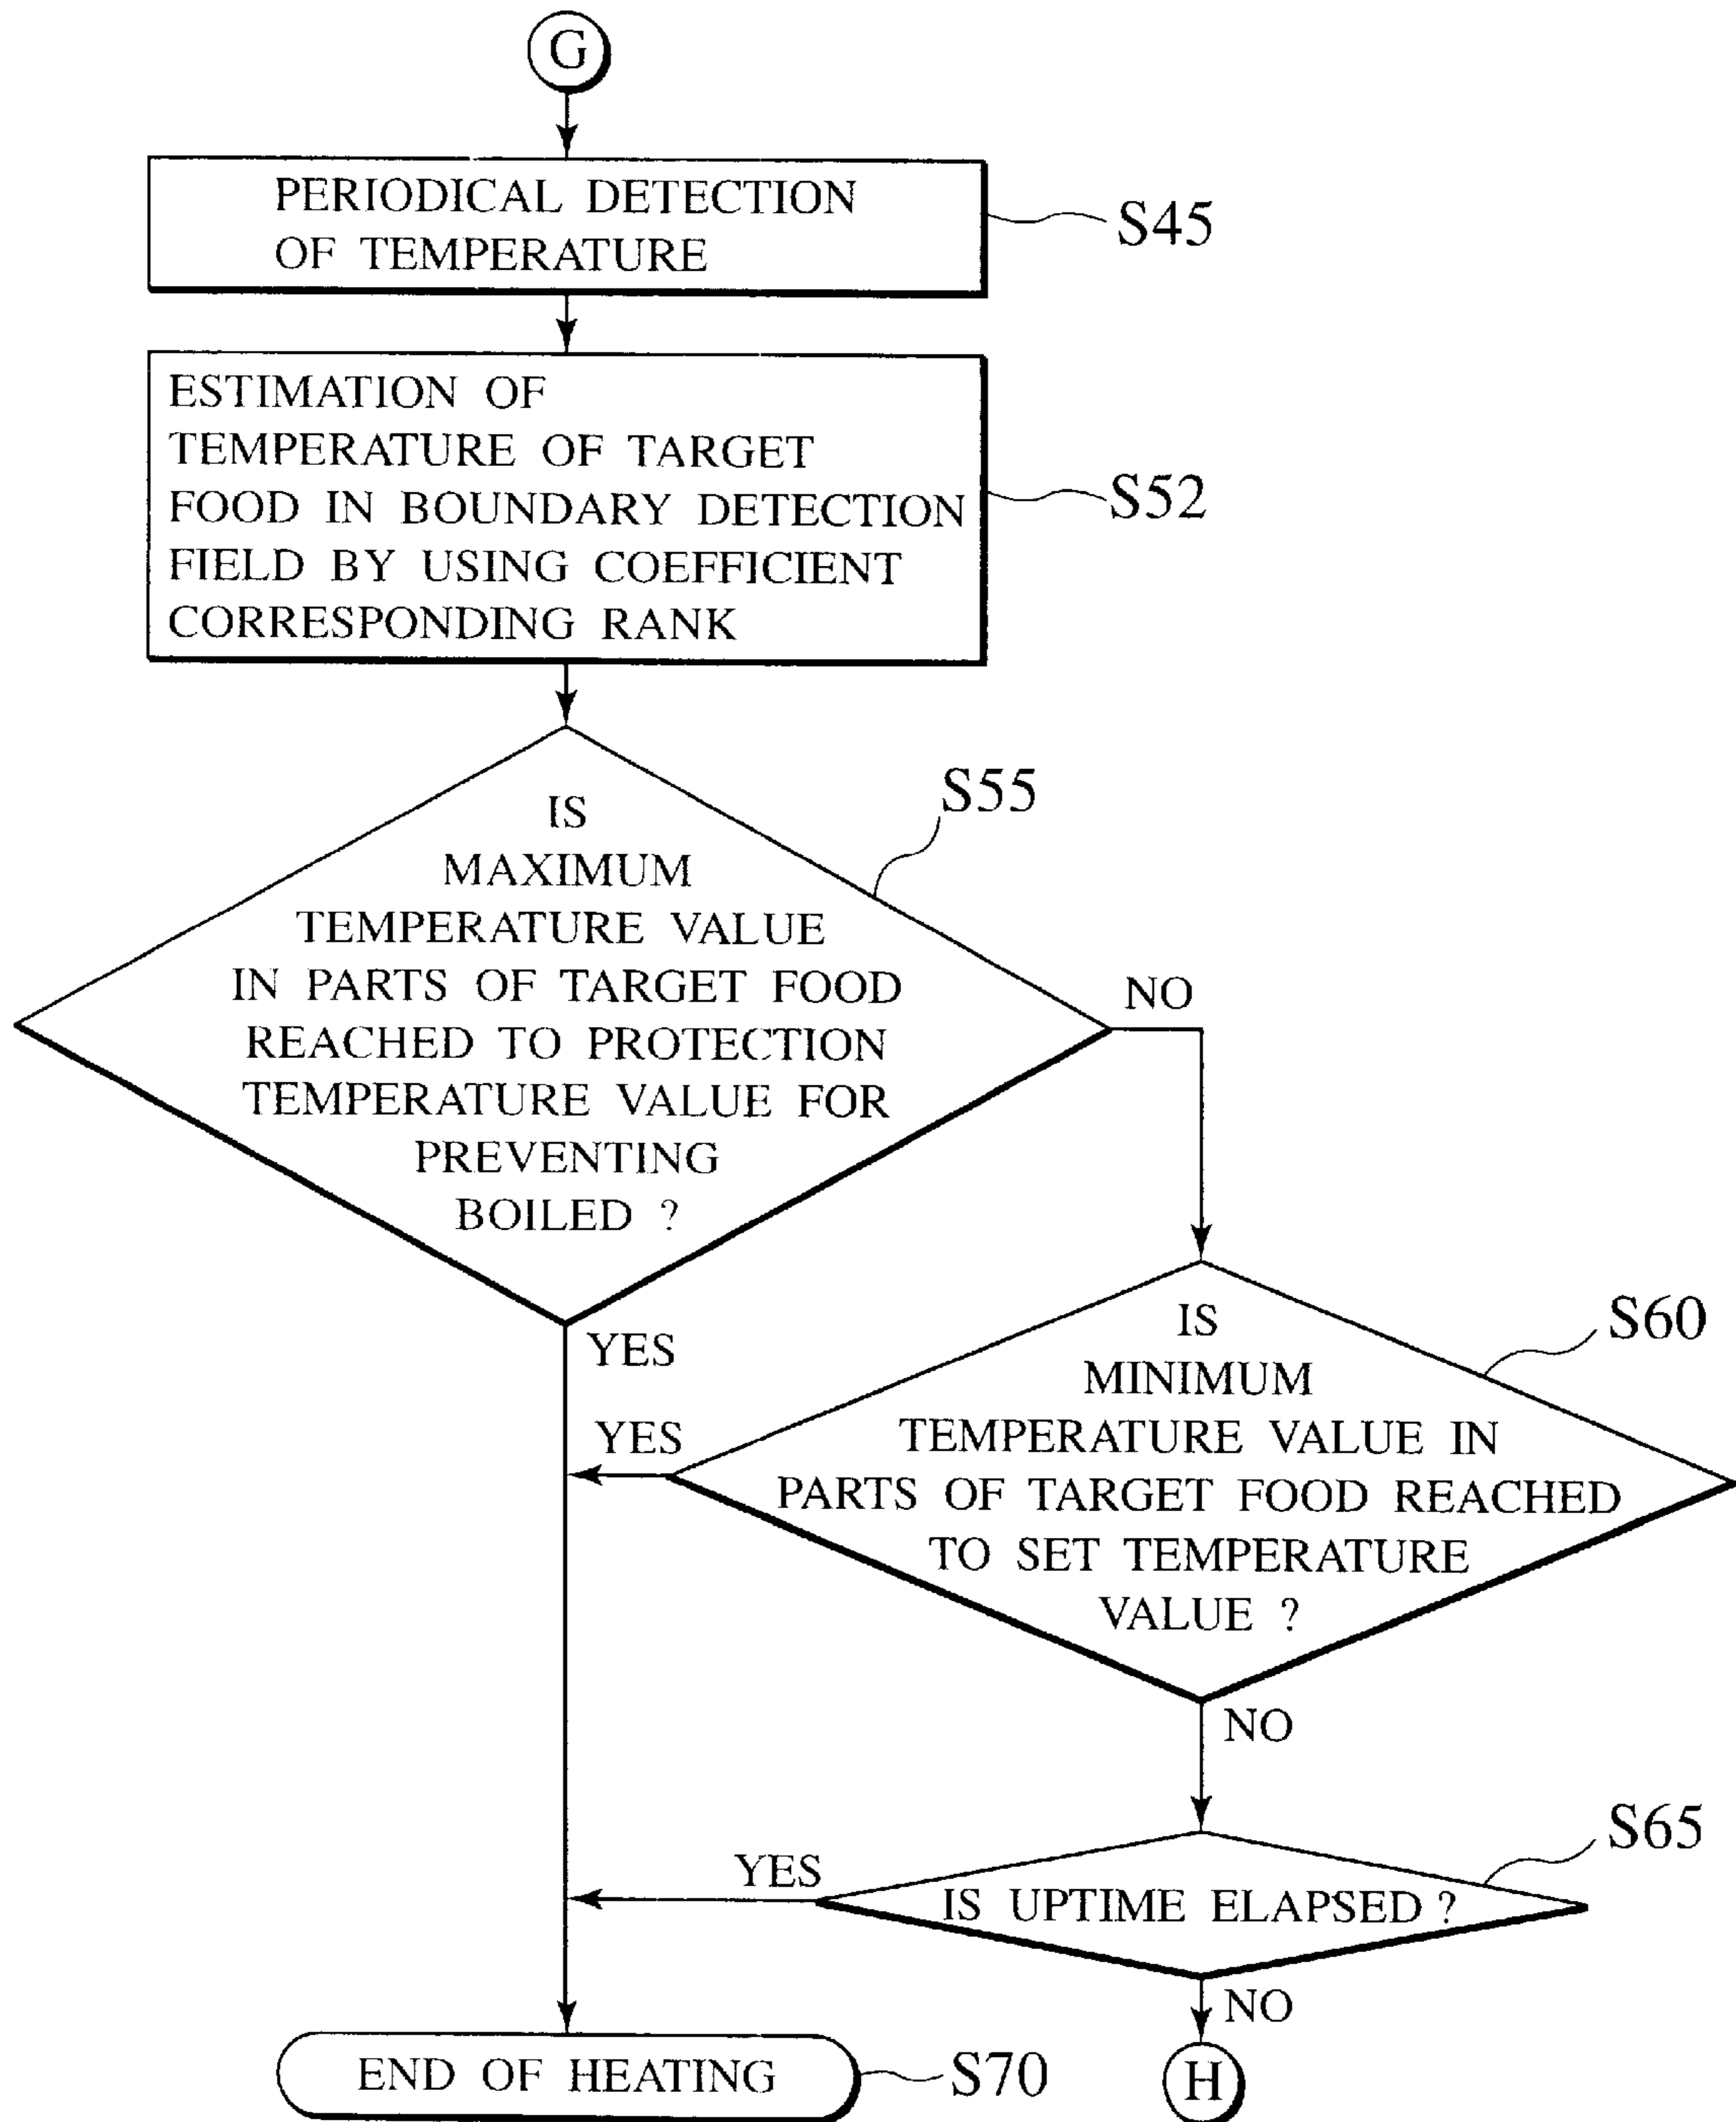 G
PERIODICAL DETECTION
OF TEMPERATURE
S45
ESTIMATION OF
TEMPERATURE OF TARGET
FOOD IN BOUNDARY DETECTION
FIELD BY USING COEFFICIENT
CORRESPONDING RANK
S52
S55
IS
MAXIMUM
TEMPERATURE VALUE
IN PARTS OF TARGET FOOD
REACHED TO PROTECTION
TEMPERATURE VALUE FOR
PREVENTING
BOILED ?
NO
YES
S60
IS
MINIMUM
TEMPERATURE VALUE IN
PARTS OF TARGET FOOD REACHED
TO SET TEMPERATURE
VALUE ?
YES
NO
S65
YES
IS UPTIME ELAPSED ?
NO
END OF HEATING
S70
H